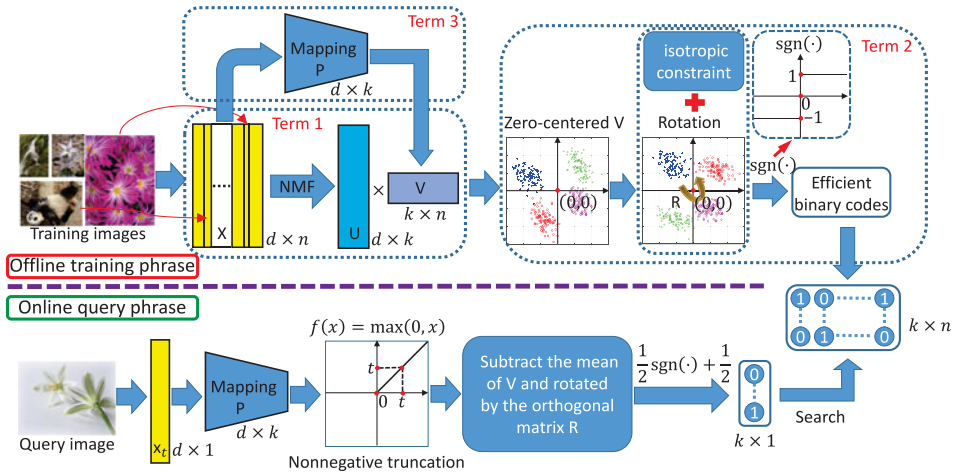 Term 3
Mapping
P
d × k
Term 1
X
d × n
NMF
U
d × k
×
V
k × n
Training images
Offline training phrase
Term 2
Zero-centered V
(0,0)
isotropic
constraint
Rotation
R
(0,0)
sgn(·)
1
0
−1
sgn(·)
Efficient
binary codes
1 0 1
0 1 0
k × n
Online query phrase
Query image
x_t
d × 1
Mapping
P
d × k
f(x) = max(0, x)
t
0 t
Nonnegative truncation
Subtract the mean
of V and rotated
by the orthogonal
matrix R
1/2 sgn(·) + 1/2
0
1
k × 1
Search